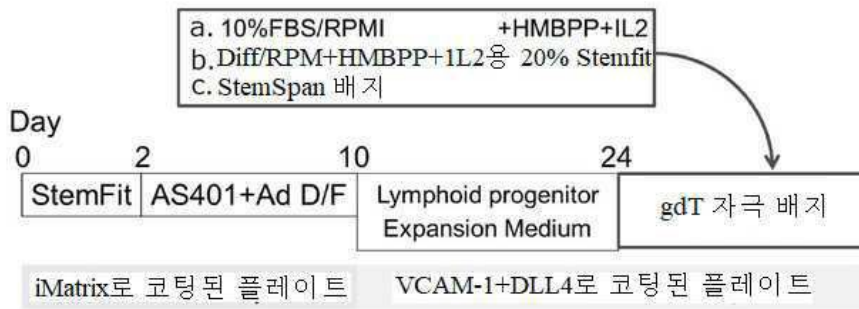 a. 10%FBS/RPMI +HMBPP+IL2
b. Diff/RPM+HMBPP+1L2용 20% Stemfit
c. StemSpan 배지
Day
0 2 10 24
StemFit AS401+Ad D/F Lymphoid progenitor Expansion Medium gdT 자극 배지
iMatrix로 코팅된 플레이트 VCAM-1+DLL4로 코팅된 플레이트